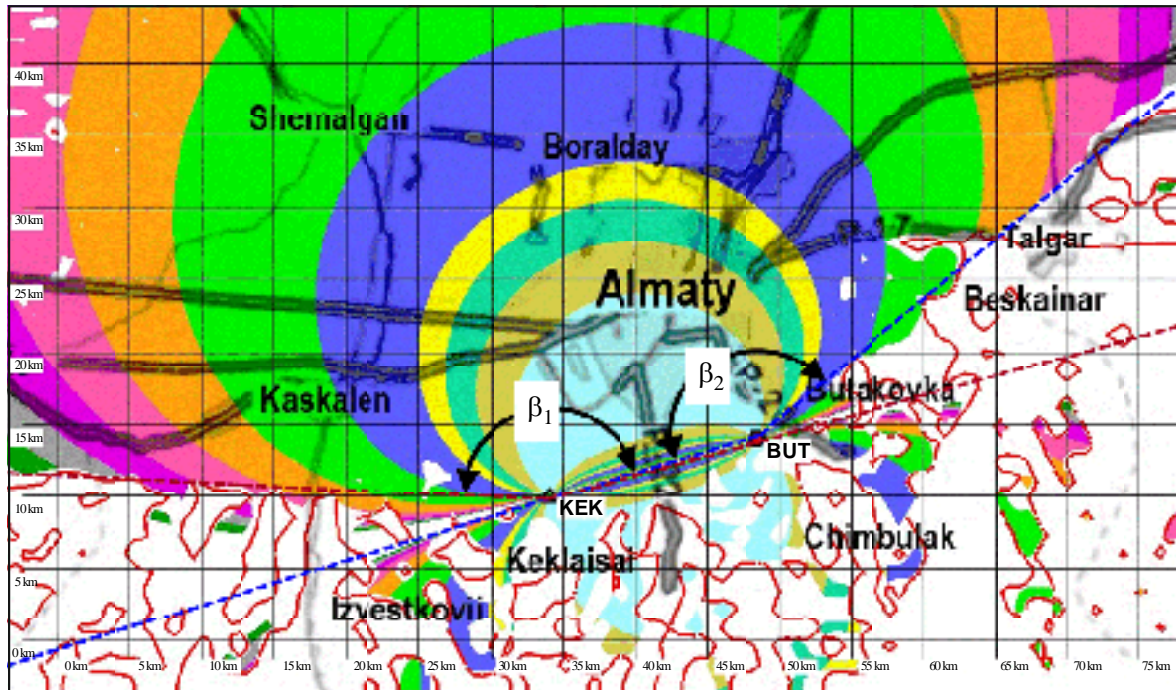 40km
Shemalgan
35km
Boralday
30km
Talgar
25km
Almaty
Beskainar
20km
β2
Kaskalen
β1
Butakovka
15km
BUT
10km
KEK
Chimbulak
Keklaisai
5km
Izvestkovii
0km
0km 5km 10km 15km 20km 25km 30km 35km 40km 45km 50km 55km 60km 65km 70km 75km